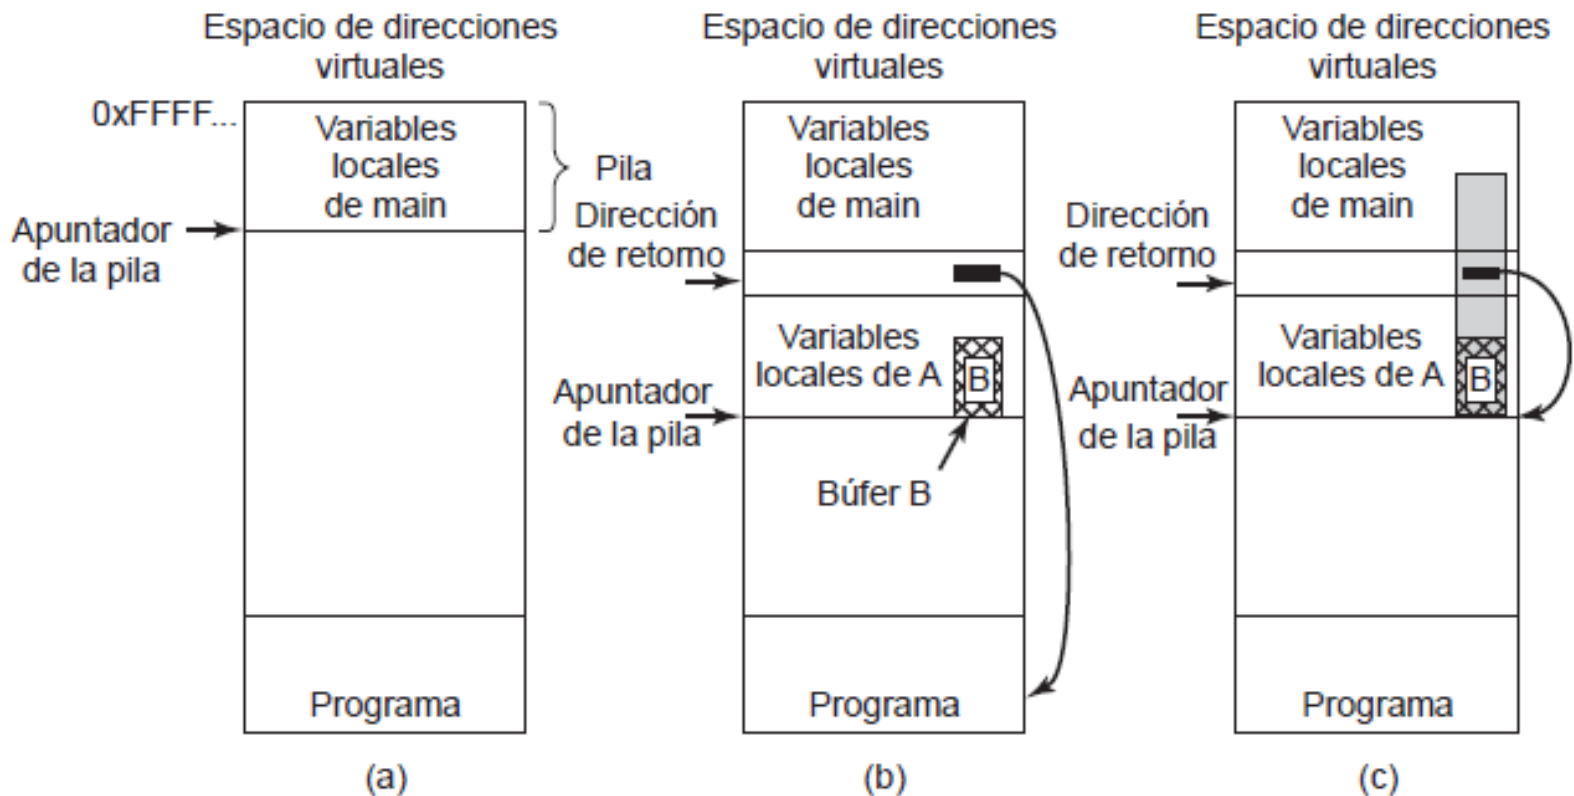 Espacio de direcciones
virtuales
0xFFFF...
Variables
locales
de main
Pila
Apuntador
de la pila
Programa
(a)
Espacio de direcciones
virtuales
Variables
locales
de main
Dirección
de retorno
Variables
locales de A
B
Apuntador
de la pila
Búfer B
Programa
(b)
Espacio de direcciones
virtuales
Variables
locales
de main
Dirección
de retorno
Variables
locales de A
B
Apuntador
de la pila
Programa
(c)